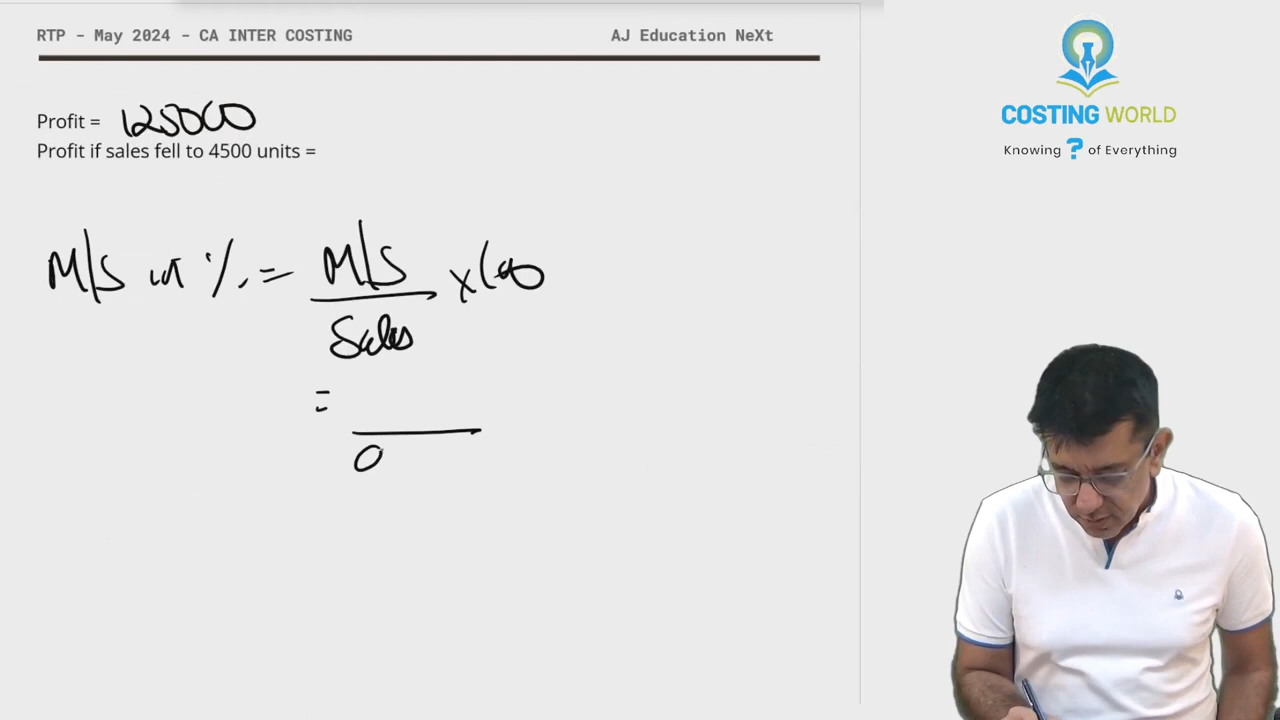 RTP - May 2024 - CA INTER COSTING
AJ Education NeXt
COSTING WORLD
Knowing ? of Everything
Profit = 125000
Profit if sales fell to 4500 units =
M/S in % = M/S x 100
Sales
=
0